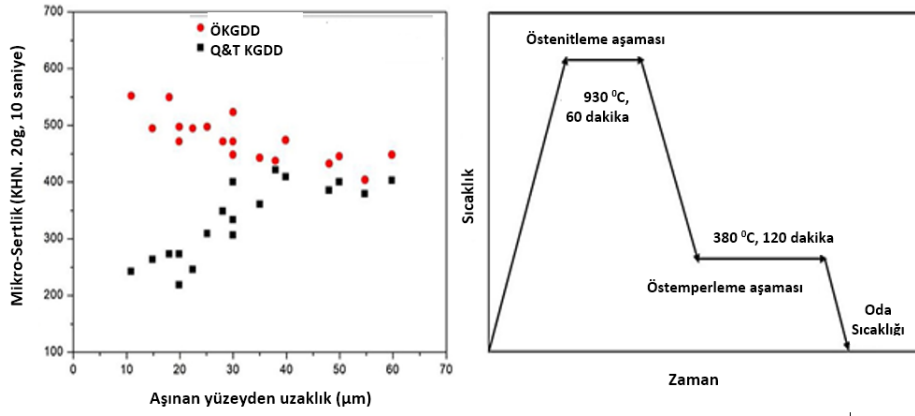 700
600
500
400
300
200
100
0
10
20
30
40
50
60
70
Mikro-Sertlik (KHN. 20g, 10 saniye)
Aşınan yüzeyden uzaklık (µm)
ÖKGDD
Q&T KGDD
Östenitleme aşaması
930 ⁰C,
60 dakika
380 ⁰C, 120 dakika
Östemperleme aşaması
Oda
Sıcaklığı
Sıcaklık
Zaman